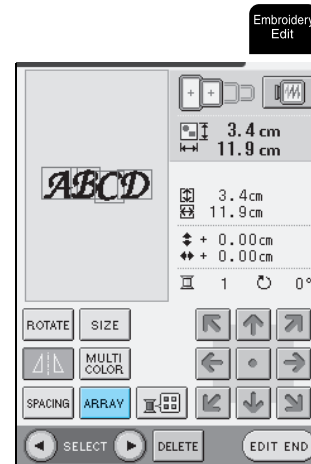 Embroidery
Edit
3.4 cm
11.9 cm
ABCD
3.4cm
11.9cm
+ 0.00cm
+ 0.00cm
1 0°
ROTATE SIZE
MULTI
COLOR
SPACING ARRAY
SELECT DELETE EDIT END